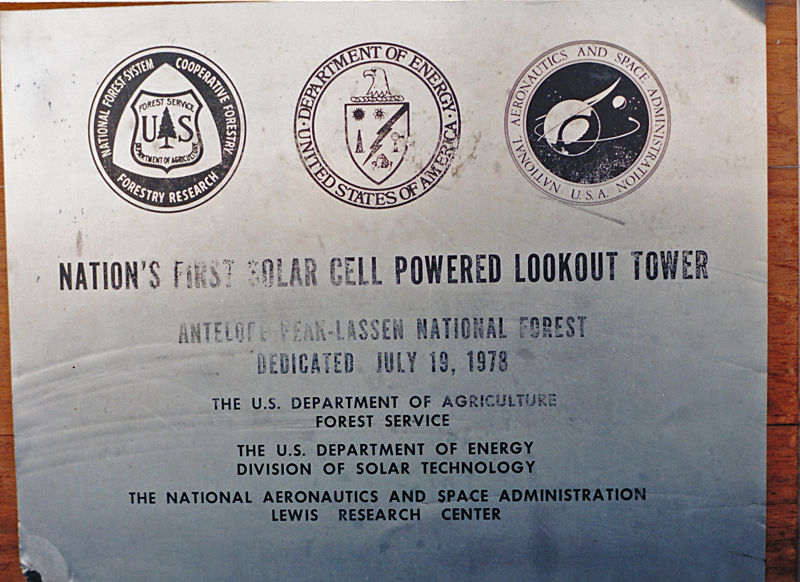 NATIONAL FOREST SYSTEM
COOPERATIVE FORESTRY
FORESTRY RESEARCH
FOREST SERVICE
U S
DEPARTMENT OF AGRICULTURE
·DEPARTMENT OF ENERGY·
UNITED STATES OF AMERICA
NATIONAL AERONAUTICS AND SPACE ADMINISTRATION
U.S.A.
NATION'S FIRST SOLAR CELL POWERED LOOKOUT TOWER
ANTELOPE PEAK-LASSEN NATIONAL FOREST
DEDICATED JULY 19, 1978
THE U.S. DEPARTMENT OF AGRICULTURE
FOREST SERVICE
THE U.S. DEPARTMENT OF ENERGY
DIVISION OF SOLAR TECHNOLOGY
THE NATIONAL AERONAUTICS AND SPACE ADMINISTRATION
LEWIS RESEARCH CENTER